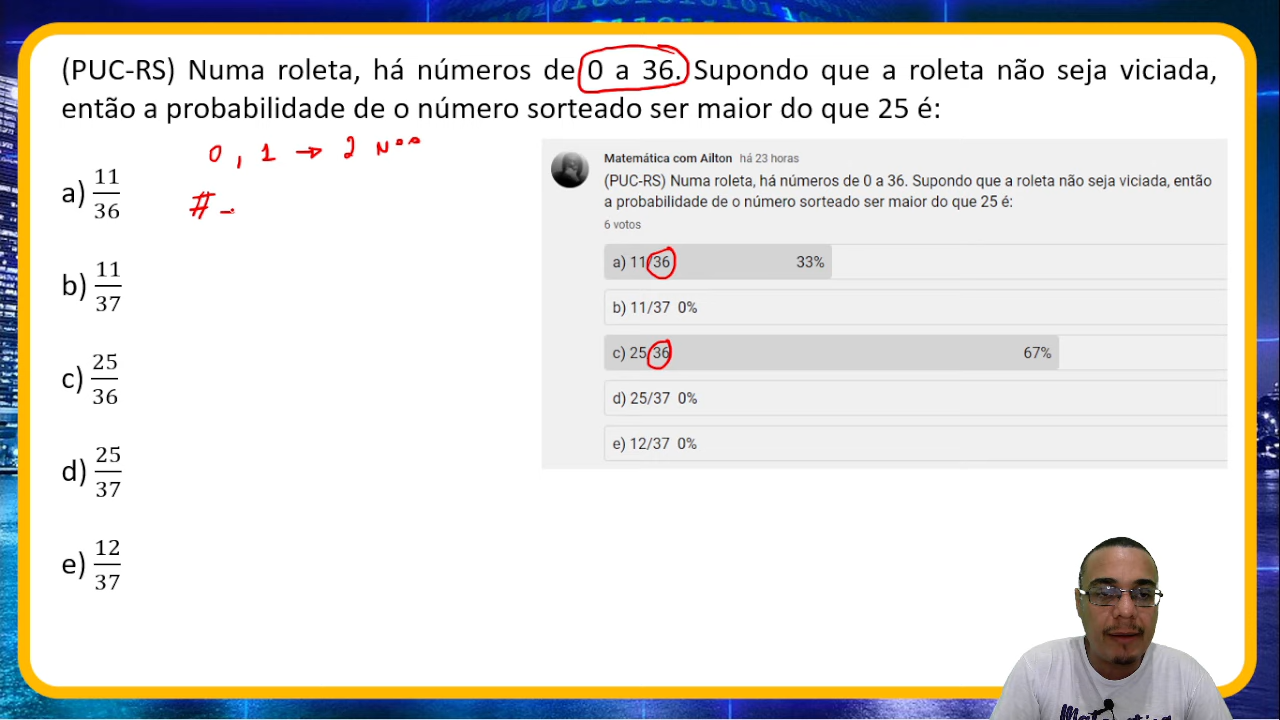 (PUC-RS) Numa roleta, há números de 0 a 36. Supondo que a roleta não seja viciada,
então a probabilidade de o número sorteado ser maior do que 25 é:
0, 1 → 2 Nos
# -
a) 11/36
b) 11/37
c) 25/36
d) 25/37
e) 12/37
Matemática com Ailton há 23 horas
(PUC-RS) Numa roleta, há números de 0 a 36. Supondo que a roleta não seja viciada, então
a probabilidade de o número sorteado ser maior do que 25 é:
6 votos
a) 11/36 33%
b) 11/37 0%
c) 25/36 67%
d) 25/37 0%
e) 12/37 0%